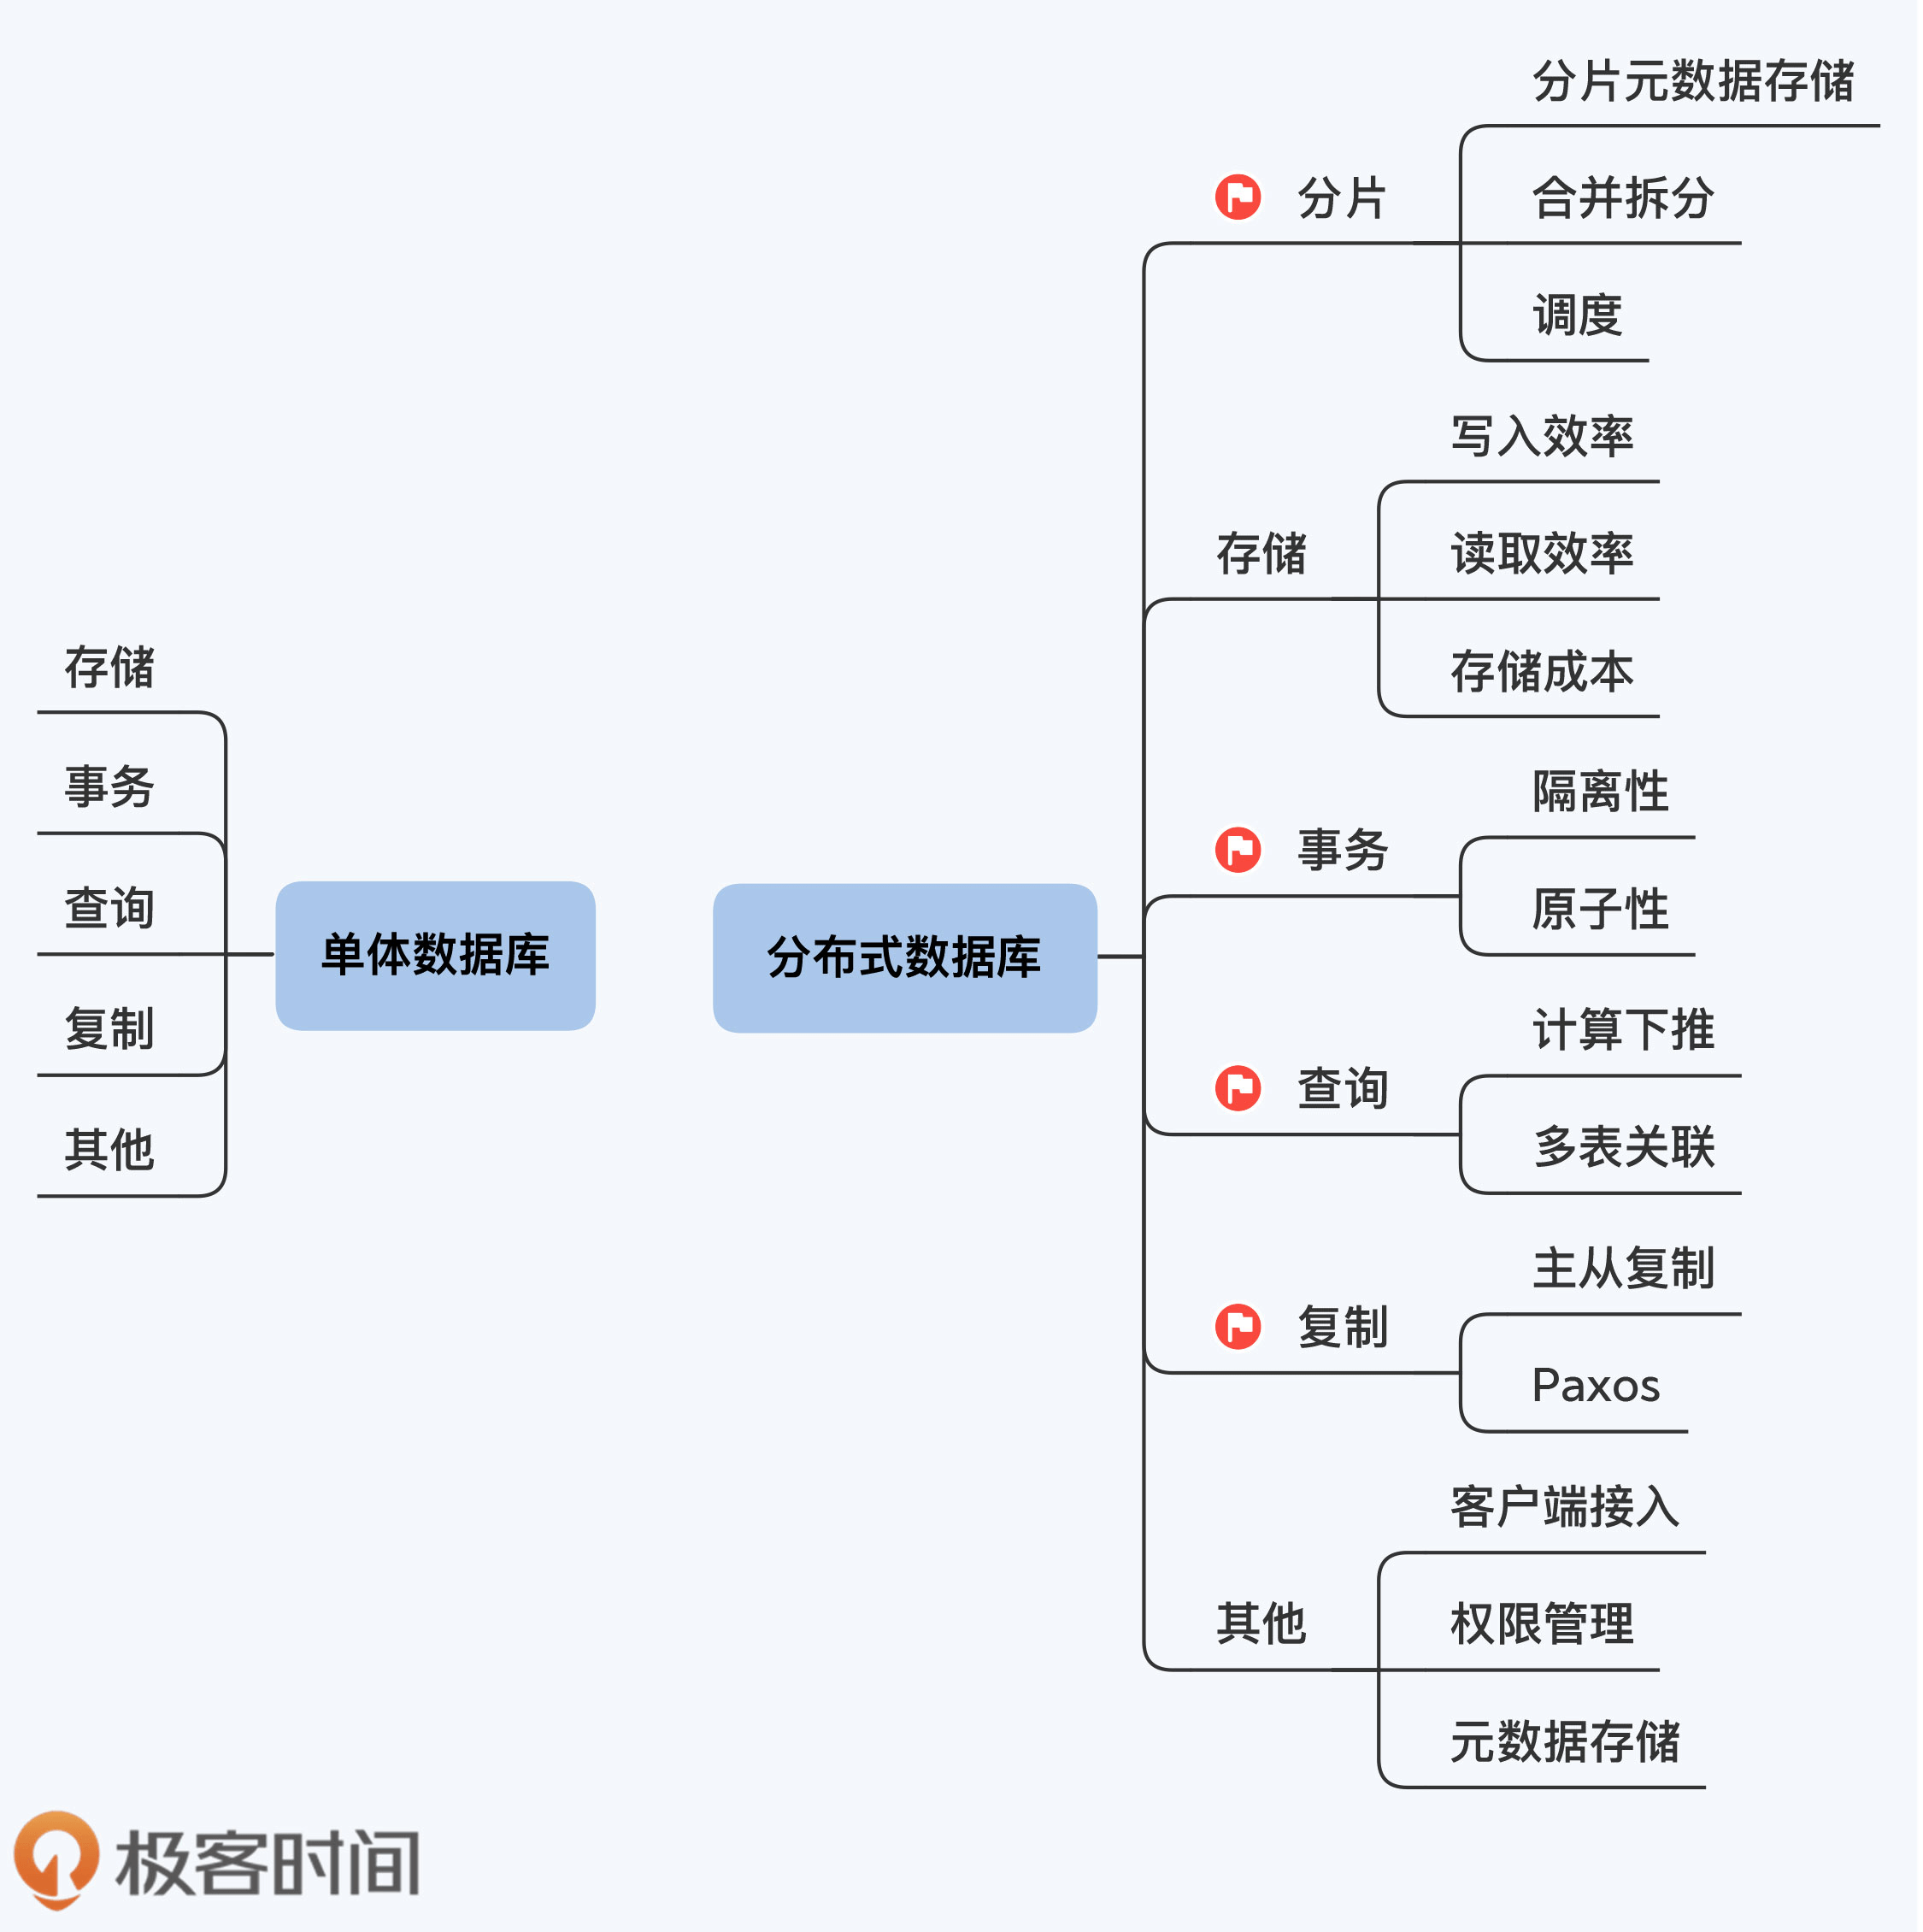 存储
事务
查询
复制
其他
单体数据库
分布式数据库
分片
分片元数据存储
合并拆分
调度
存储
写入效率
读取效率
存储成本
事务
隔离性
原子性
查询
计算下推
多表关联
复制
主从复制
Paxos
其他
客户端接入
权限管理
元数据存储
极客时间